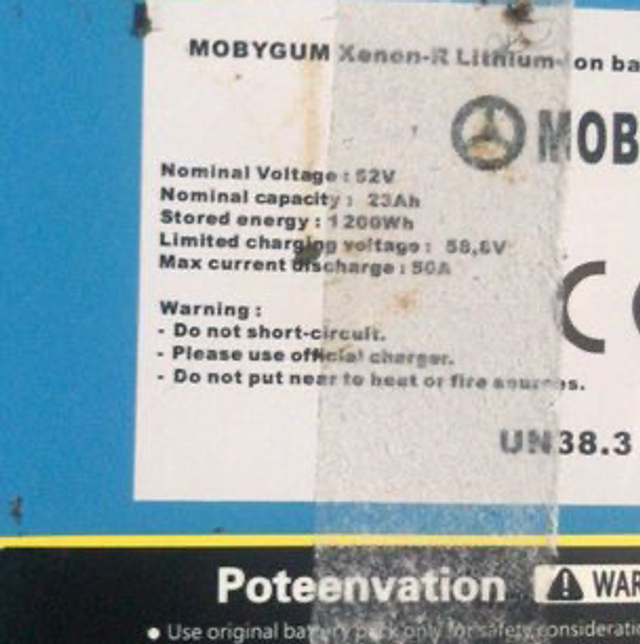 MOBYGUM Xenon-R Lithium-ion ba
MOB
Nominal Voltage : 52V
Nominal capacity : 23Ah
Stored energy : 1200Wh
Limited charging voltage : 58,8V
Max current discharge : 50A
CE
Warning :
- Do not short-circuit.
- Please use official charger.
- Do not put near to heat or fire sources.
UN38.3
Poteenvation
WAR
● Use original battery pack only for safety considerati